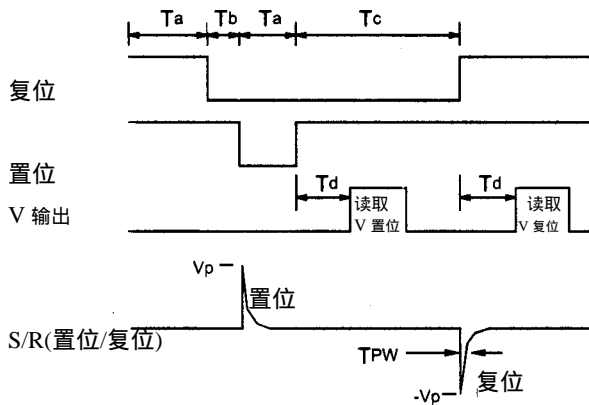 Ta Tb Ta Tc
复位
置位
Td Td
V 输出
读取
V 置位
读取
V 复位
Vp
置位
S/R(置位/复位)
TPW
-Vp
复位